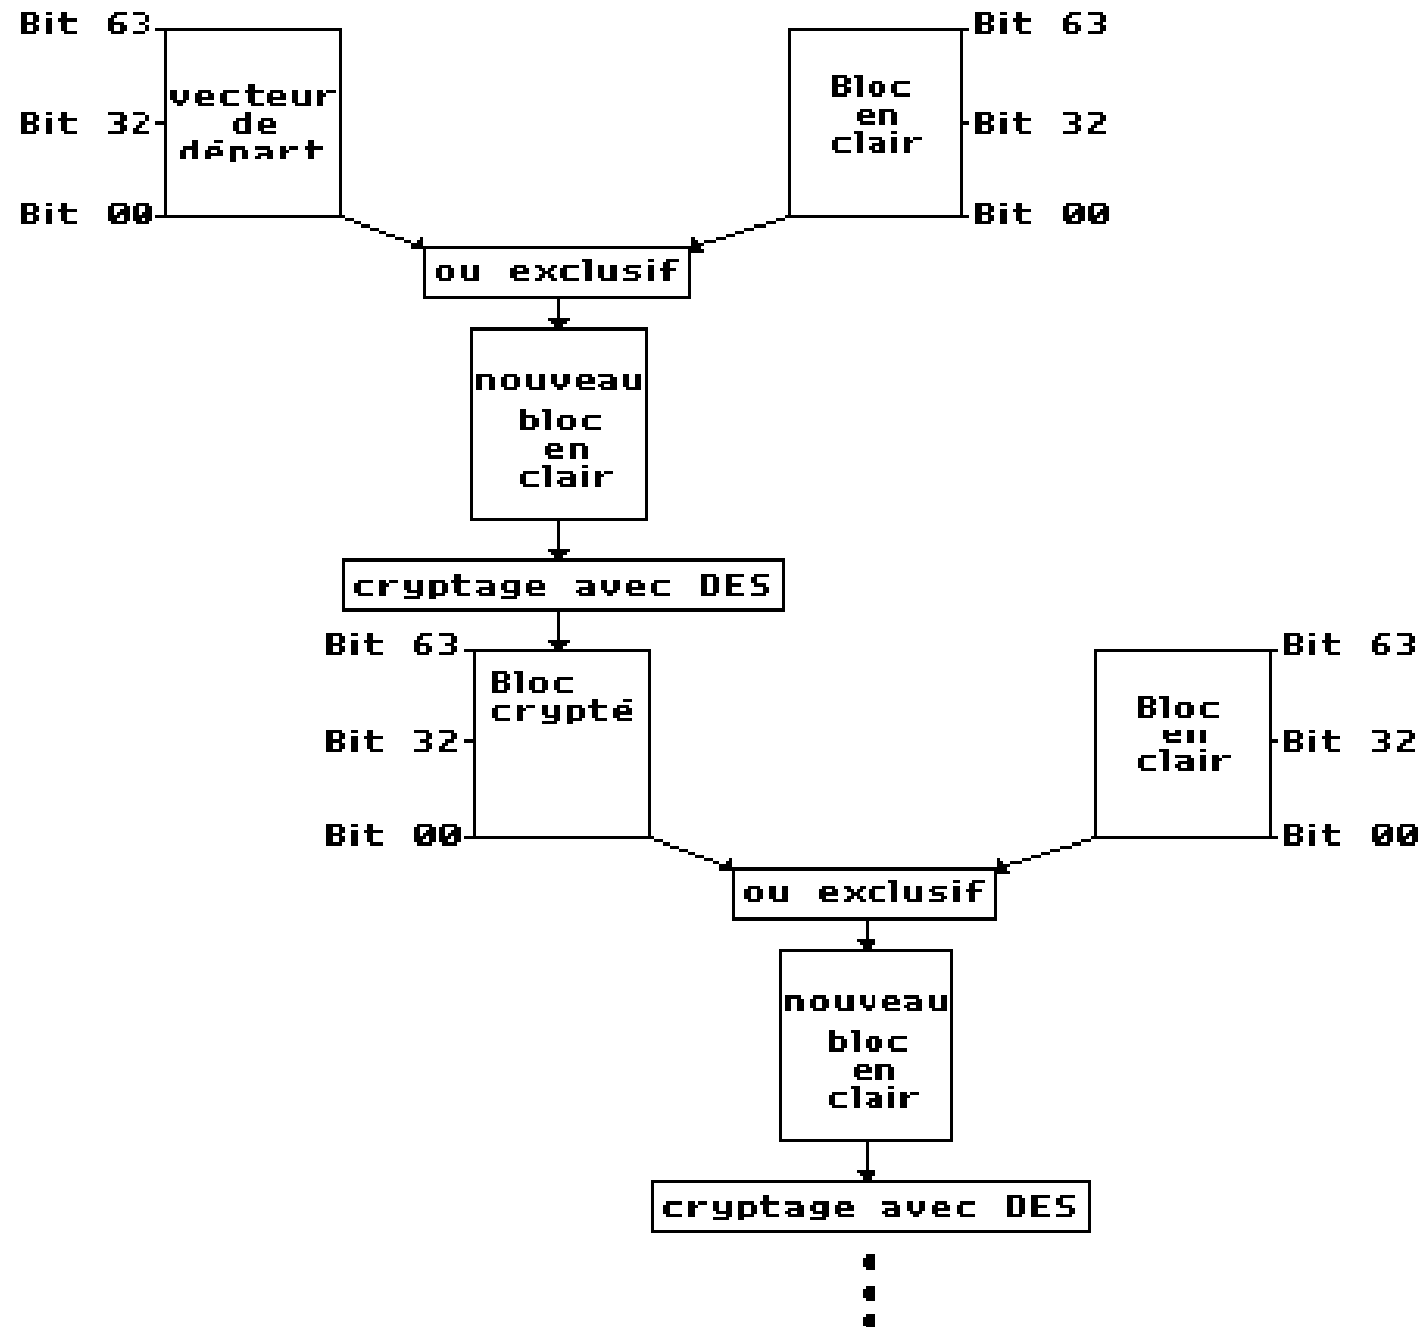 Bit 63
vecteur
Bit 32
de
départ
Bit 00
Bit 63
Bloc
en
Bit 32
clair
Bit 00
ou exclusif
nouveau
bloc
en
clair
cryptage avec DES
Bit 63
Bloc
crypté
Bit 32
Bit 00
Bit 63
Bloc
en
Bit 32
clair
Bit 00
ou exclusif
nouveau
bloc
en
clair
cryptage avec DES